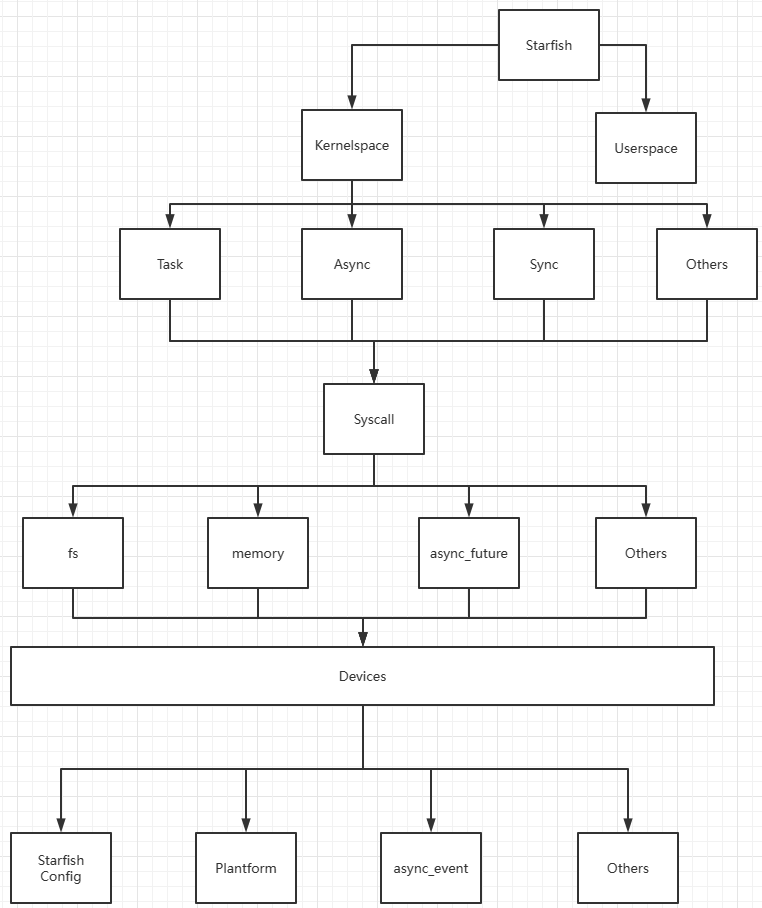 Starfish
Kernelspace
Userspace
Task
Async
Sync
Others
Syscall
fs
memory
async_future
Others
Devices
Starfish
Config
Plantform
async_event
Others